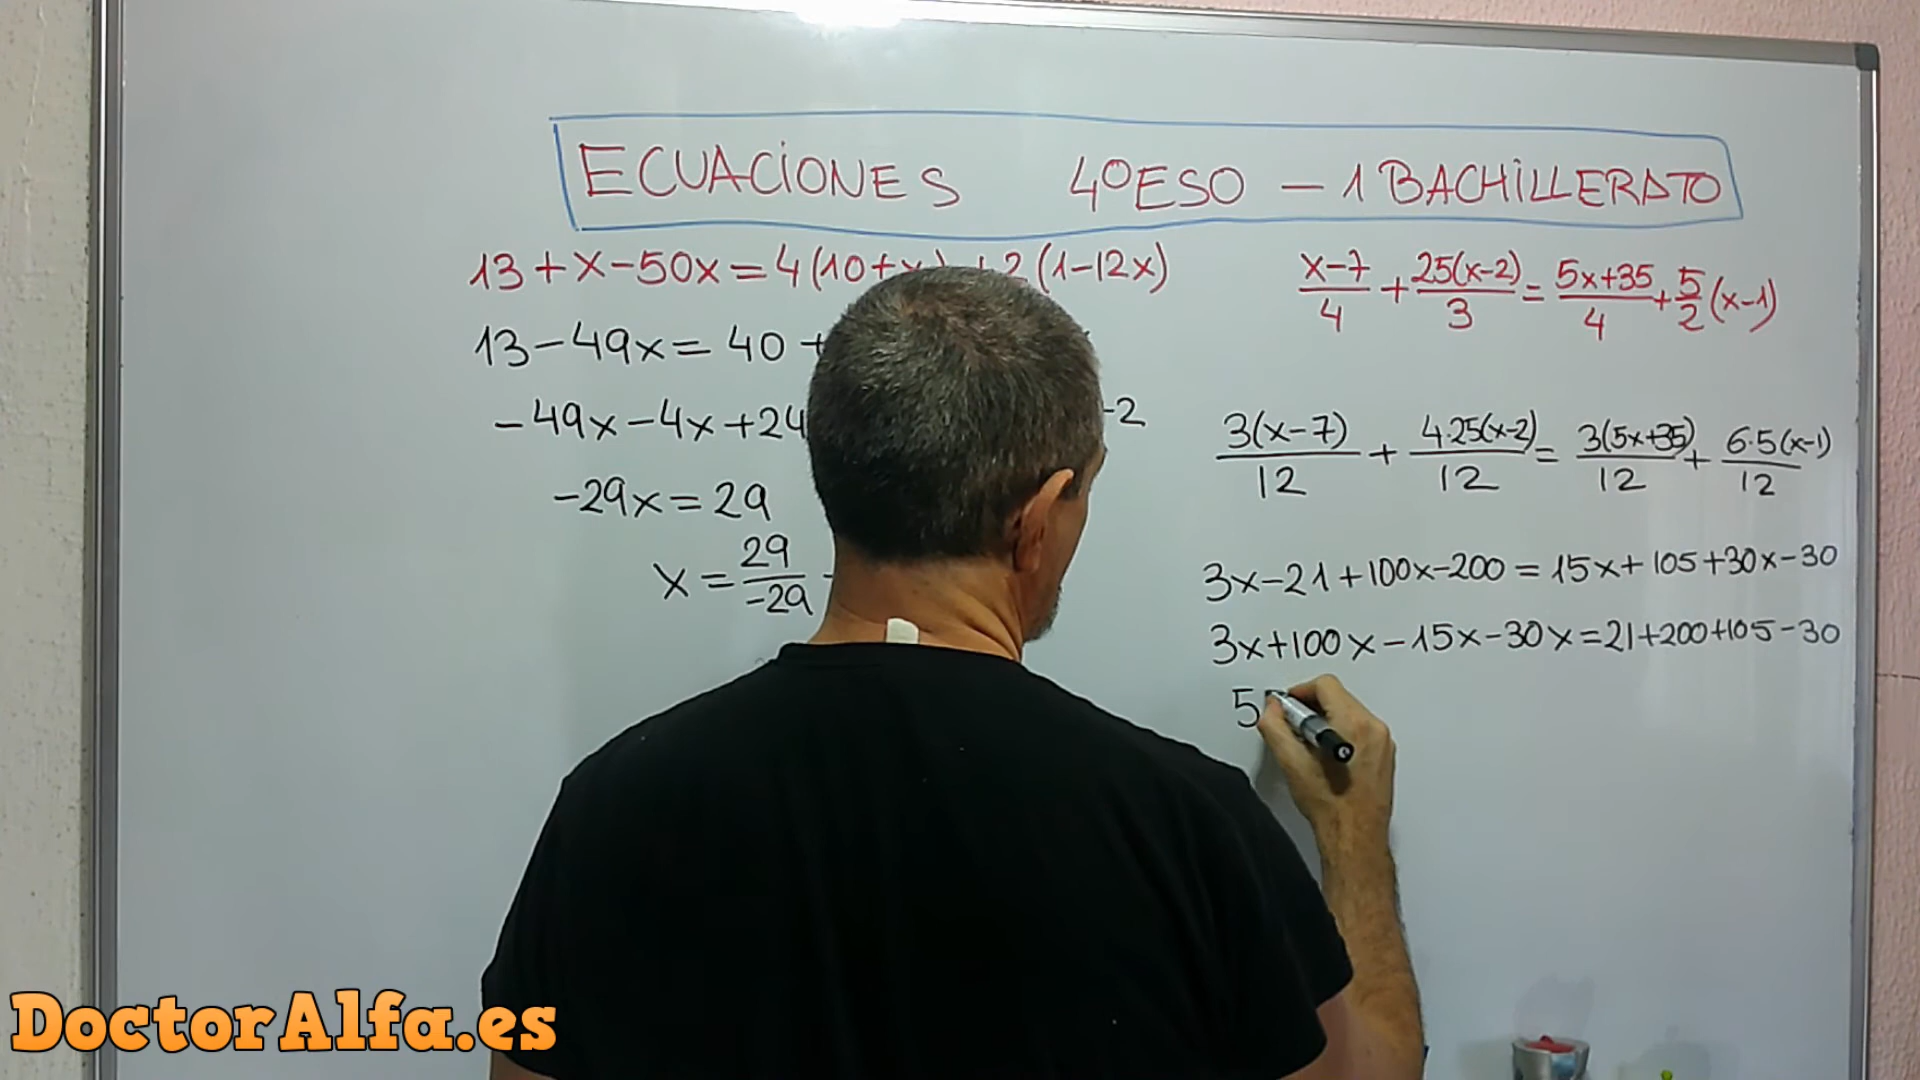 ECUACIONES 4ºESO – 1 BACHILLERATO
13+x-50x=4(10+x)+2(1-12x)
13-49x=40+
-49x-4x+24 -2
-29x=29
x=29/-29
(x-7)/4+25(x-2)/3=(5x+35)/4+5/2(x-1)
3(x-7)/12+4·25(x-2)/12=3(5x+35)/12+6·5(x-1)/12
3x-21+100x-200=15x+105+30x-30
3x+100x-15x-30x=21+200+105-30
5
DoctorAlfa.es